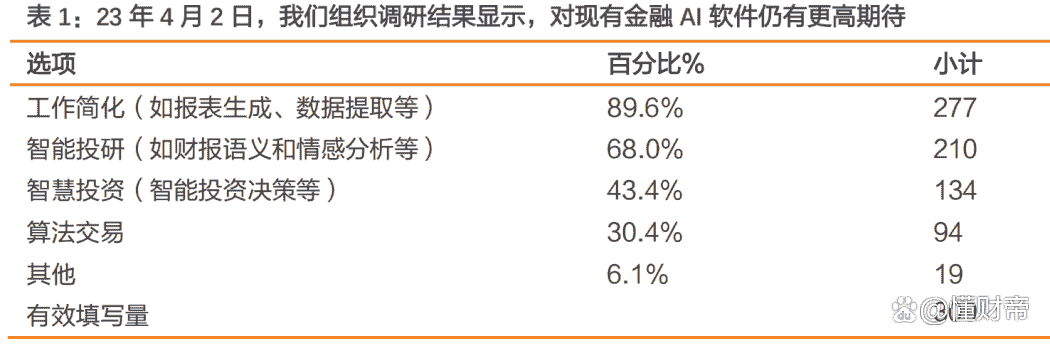 表 1：23 年 4 月 2 日，我们组织调研结果显示，对现有金融 AI 软件仍有更高期待
选项 百分比% 小计
工作简化（如报表生成、数据提取等） 89.6% 277
智能投研（如财报语义和情感分析等） 68.0% 210
智慧投资（智能投资决策等） 43.4% 134
算法交易 30.4% 94
其他 6.1% 19
有效填写量
du @懂财帝